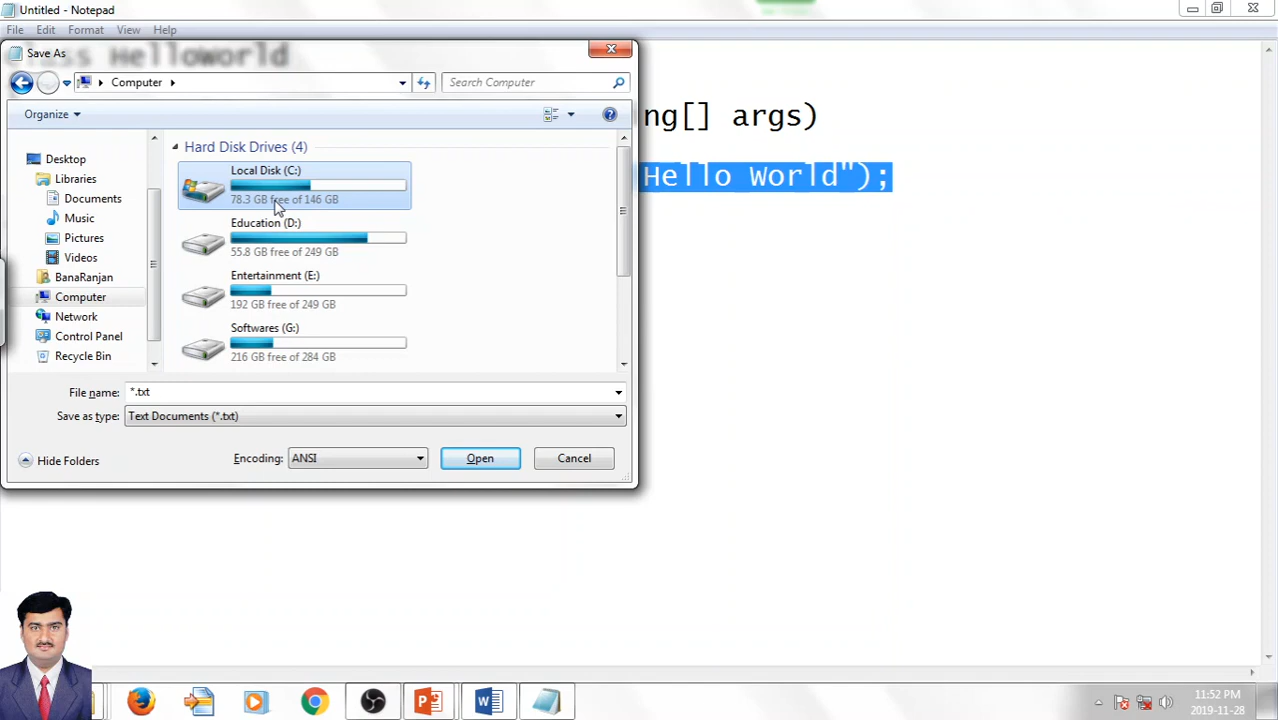 Untitled - Notepad
File Edit Format View Help
Save As
class HelloWorld
Computer
Search Computer
Organize
ng[] args)
Hard Disk Drives (4)
Desktop
Libraries
Documents
Music
Pictures
Videos
BanaRanjan
Computer
Network
Control Panel
Recycle Bin
Local Disk (C:)
78.3 GB free of 146 GB
Education (D:)
55.8 GB free of 249 GB
Entertainment (E:)
192 GB free of 249 GB
Softwares (G:)
216 GB free of 284 GB
Hello World");
File name: *.txt
Save as type: Text Documents (*.txt)
Hide Folders
Encoding: ANSI
Open
Cancel
11:52 PM
2019-11-28